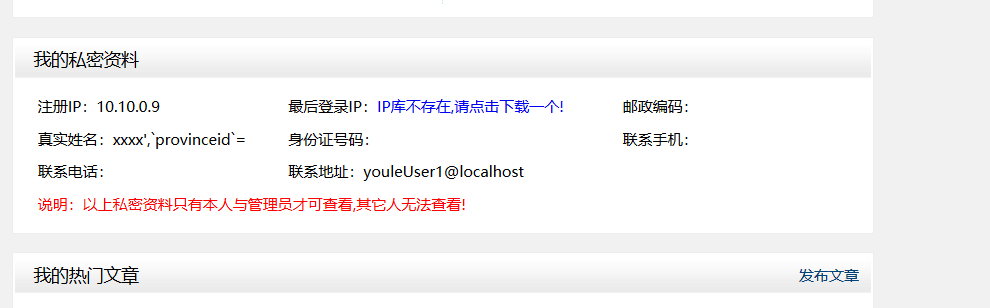 我的私密资料
注册IP：10.10.0.9 最后登录IP：IP库不存在,请点击下载一个! 邮政编码：
真实姓名：xxxx',`provinceid`= 身份证号码： 联系手机：
联系电话： 联系地址：youleUser1@localhost
说明：以上私密资料只有本人与管理员才可查看,其它人无法查看!
我的热门文章 发布文章